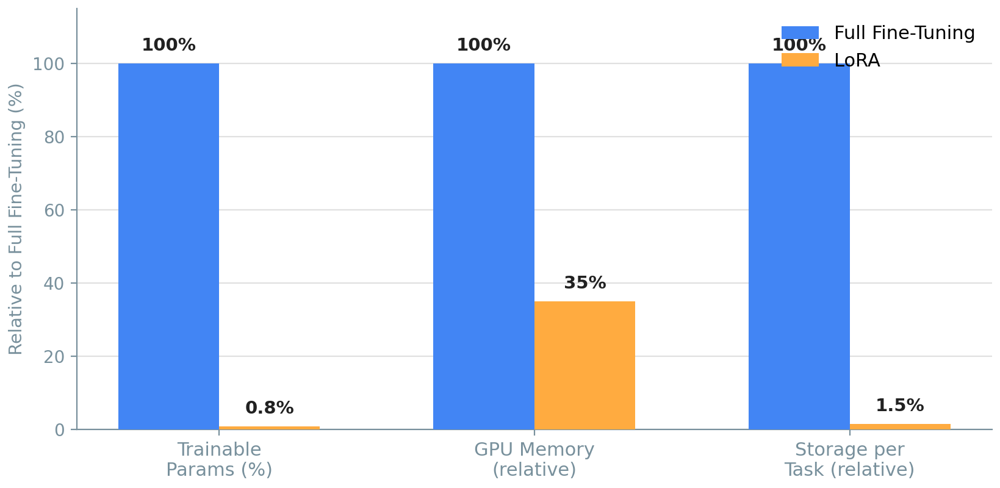 Full Fine-Tuning
LoRA
100%
100%
100%
35%
0.8%
1.5%
Relative to Full Fine-Tuning (%)
100
80
60
40
20
0
Trainable
Params (%)
GPU Memory
(relative)
Storage per
Task (relative)